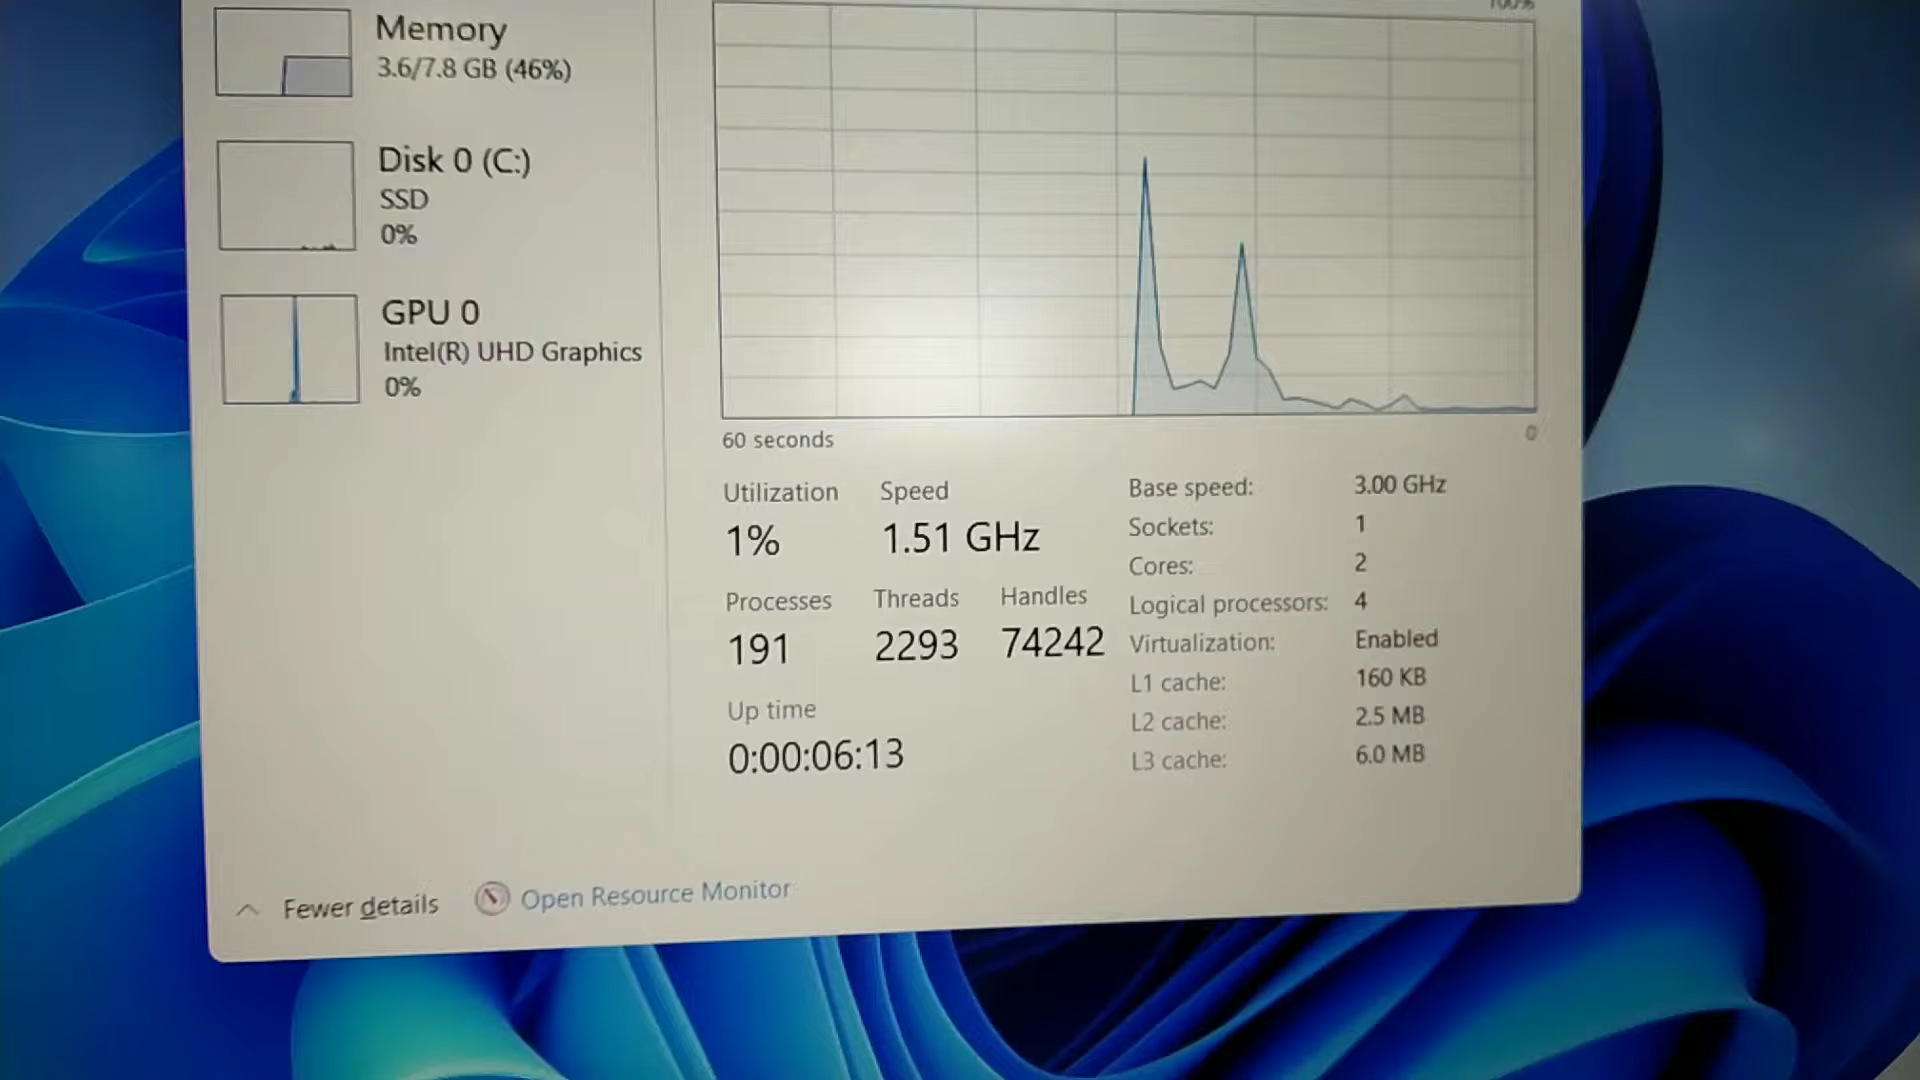 100%
Memory
3.6/7.8 GB (46%)
Disk 0 (C:)
SSD
0%
GPU 0
Intel(R) UHD Graphics
0%
60 seconds
0
Utilization
1%
Speed
1.51 GHz
Processes
191
Threads
2293
Handles
74242
Up time
0:00:06:13
Base speed: 3.00 GHz
Sockets: 1
Cores: 2
Logical processors: 4
Virtualization: Enabled
L1 cache: 160 KB
L2 cache: 2.5 MB
L3 cache: 6.0 MB
Fewer details
Open Resource Monitor